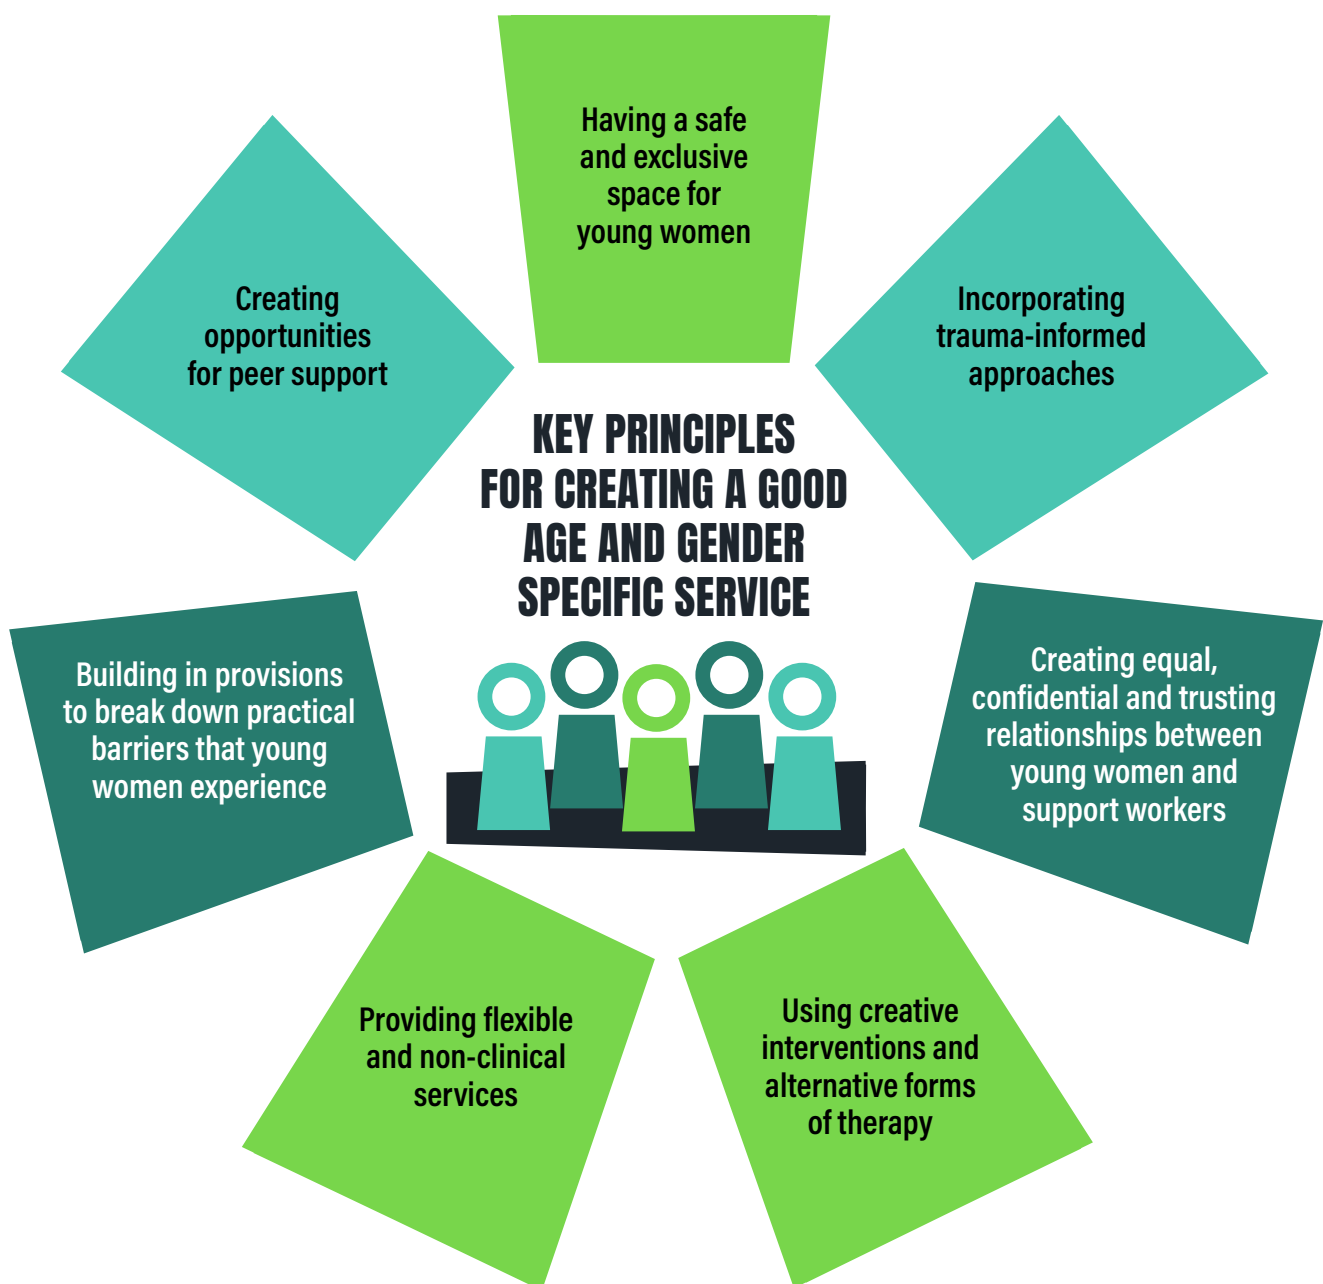 Having a safe
and exclusive
space for
young women
Incorporating
trauma-informed
approaches
Creating equal,
confidential and trusting
relationships between
young women and
support workers
Using creative
interventions and
alternative forms
of therapy
Providing flexible
and non-clinical
services
Building in provisions
to break down practical
barriers that young
women experience
Creating
opportunities
for peer support
KEY PRINCIPLES
FOR CREATING A GOOD
AGE AND GENDER
SPECIFIC SERVICE